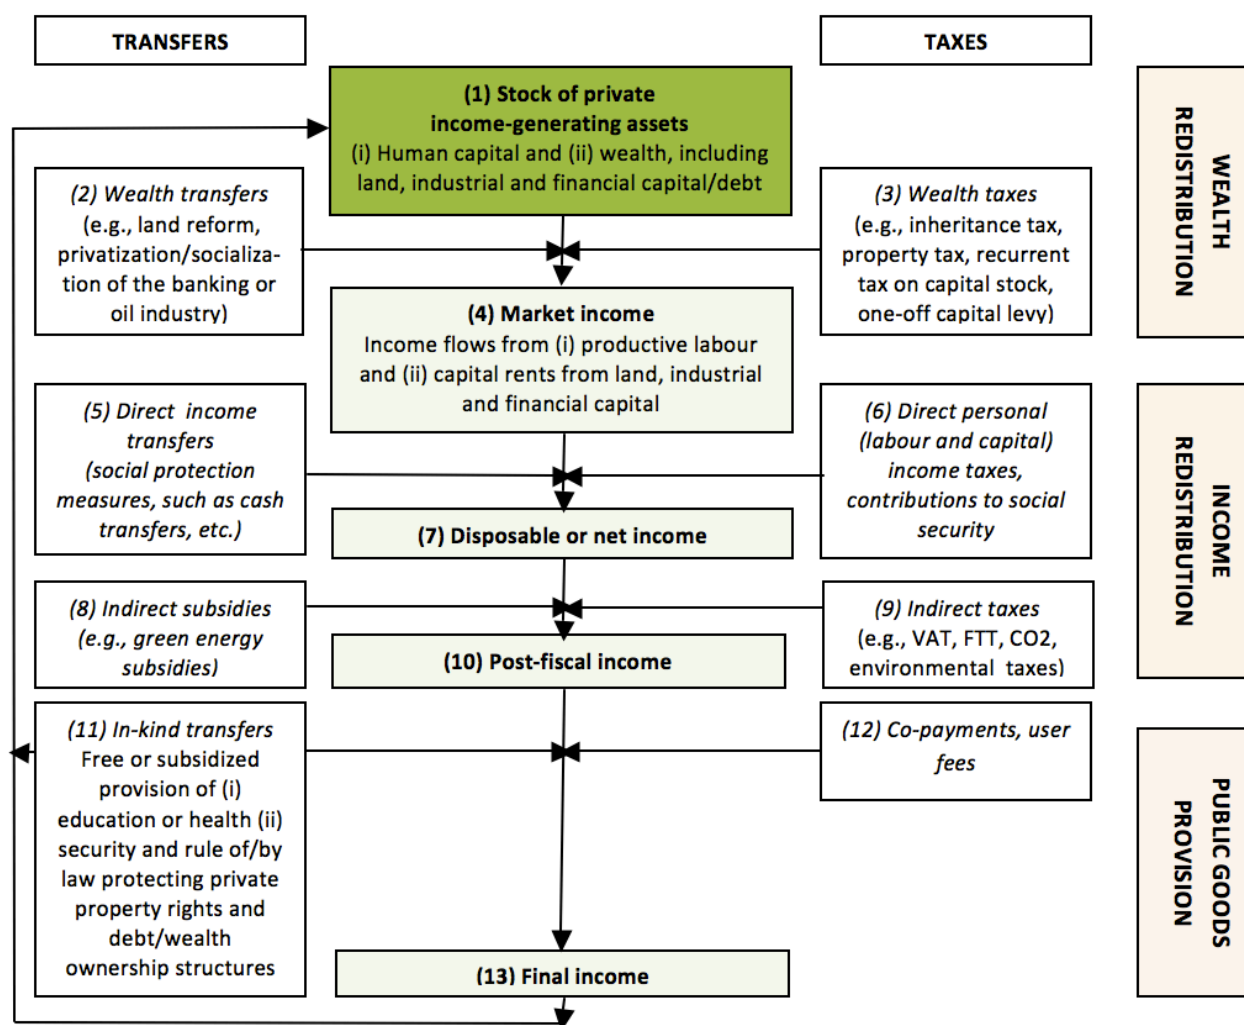 TRANSFERS
TAXES
(1) Stock of private
income-generating assets
(i) Human capital and (ii) wealth, including
land, industrial and financial capital/debt
(2) Wealth transfers
(e.g., land reform,
privatization/socializa-
tion of the banking or
oil industry)
(3) Wealth taxes
(e.g., inheritance tax,
property tax, recurrent
tax on capital stock,
one-off capital levy)
WEALTH
REDISTRIBUTION
(4) Market income
Income flows from (i) productive labour
and (ii) capital rents from land, industrial
and financial capital
(5) Direct income
transfers
(social protection
measures, such as cash
transfers, etc.)
(6) Direct personal
(labour and capital)
income taxes,
contributions to social
security
INCOME
REDISTRIBUTION
(7) Disposable or net income
(8) Indirect subsidies
(e.g., green energy
subsidies)
(9) Indirect taxes
(e.g., VAT, FTT, CO2,
environmental taxes)
(10) Post-fiscal income
(11) In-kind transfers
Free or subsidized
provision of (i)
education or health (ii)
security and rule of/by
law protecting private
property rights and
debt/wealth
ownership structures
(12) Co-payments, user
fees
PUBLIC GOODS
PROVISION
(13) Final income